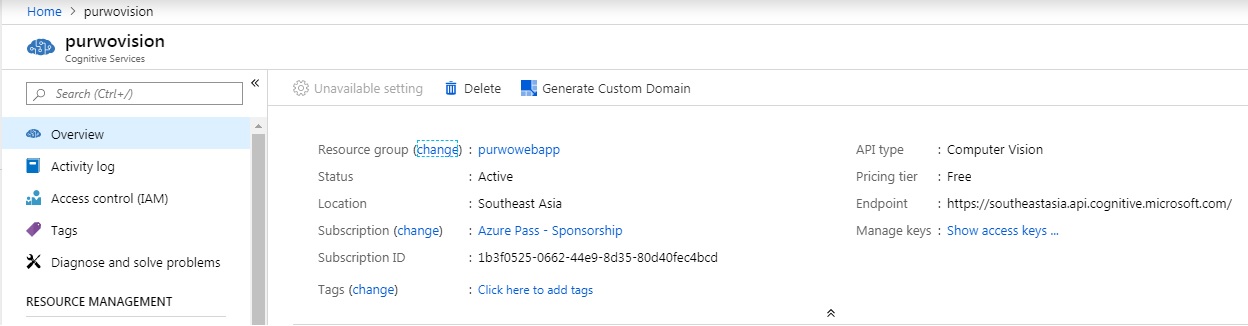 Home > purwovision
purwovision
Cognitive Services
Search (Ctrl+/)
«
Overview
Activity log
Access control (IAM)
Tags
Diagnose and solve problems
RESOURCE MANAGEMENT
Unavailable setting Delete Generate Custom Domain
Resource group (change) : purwowebapp
Status : Active
Location : Southeast Asia
Subscription (change) : Azure Pass - Sponsorship
Subscription ID : 1b3f0525-0662-44e9-8d35-80d40fec4bcd
Tags (change) : Click here to add tags
API type : Computer Vision
Pricing tier : Free
Endpoint : https://southeastasia.api.cognitive.microsoft.com/
Manage keys : Show access keys ...